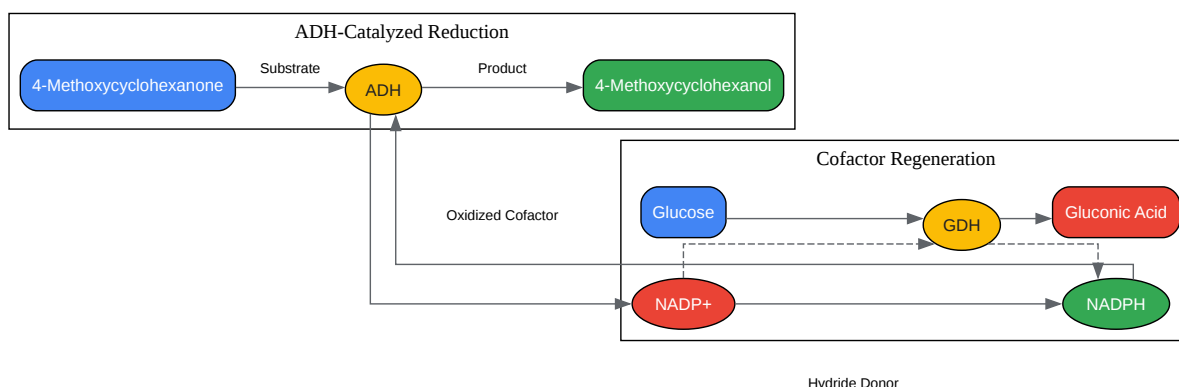 ADH-Catalyzed Reduction
Substrate
Product
4-Methoxycyclohexanone
ADH
4-Methoxycyclohexanol
Cofactor Regeneration
Oxidized Cofactor
Glucose
GDH
Gluconic Acid
NADP+
NADPH
Hydride Donor